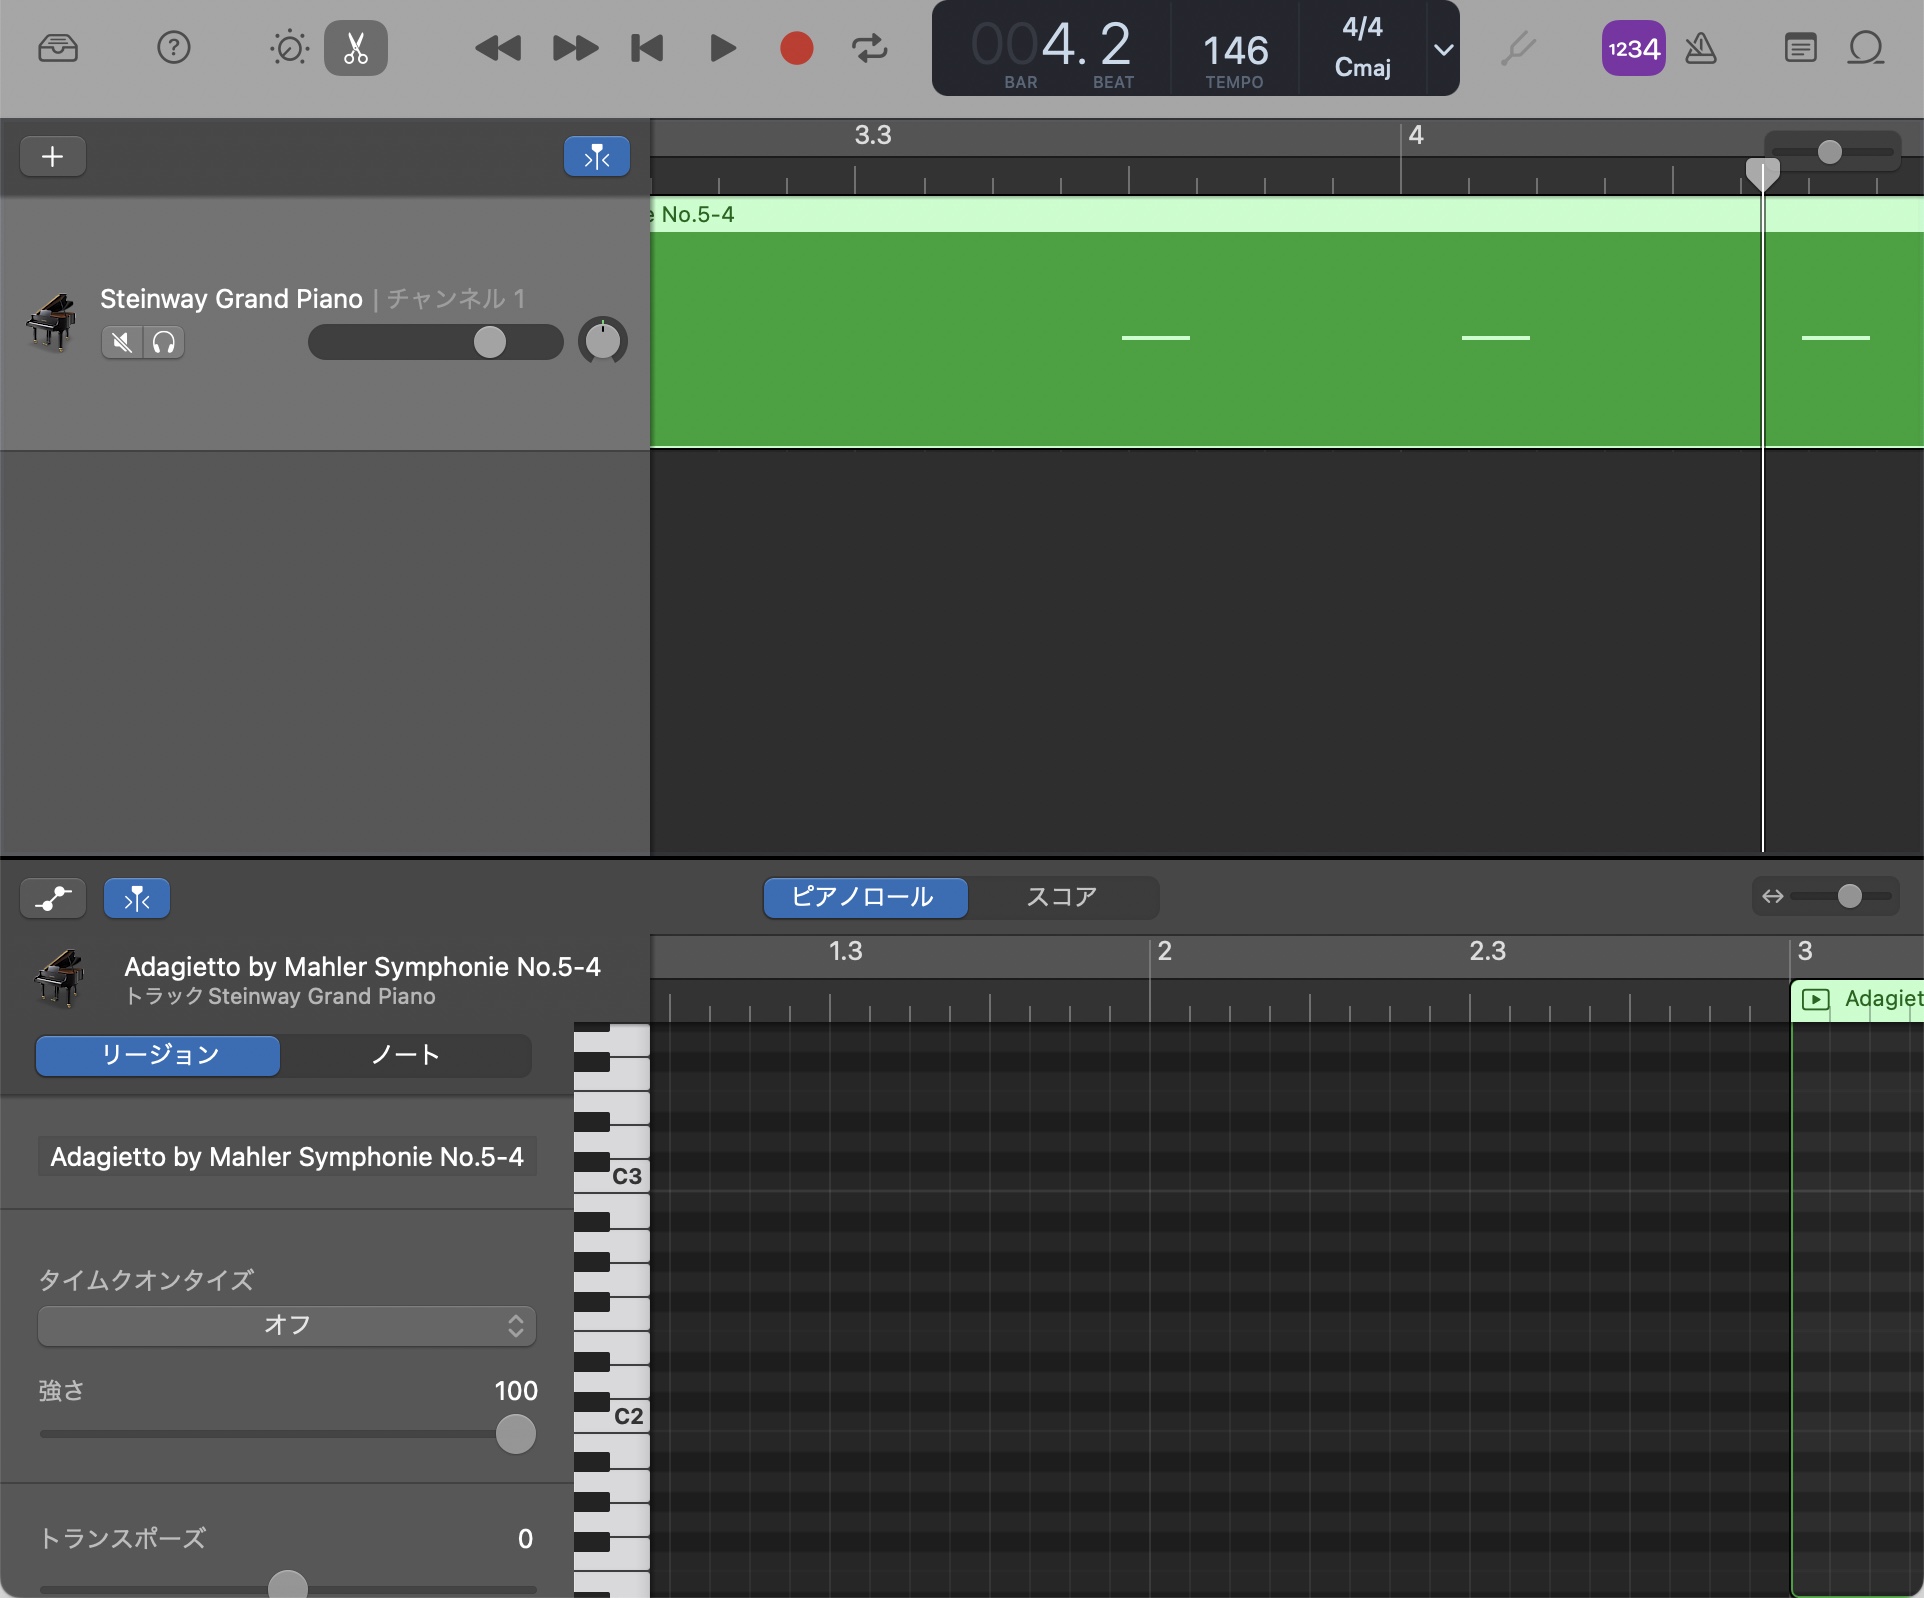 004. 2
BAR BEAT
146
TEMPO
4/4
Cmaj
1234
3.3
4
No.5-4
Steinway Grand Piano | チャンネル 1
ピアノロール
スコア
Adagietto by Mahler Symphonie No.5-4
トラック Steinway Grand Piano
1.3
2
2.3
3
Adagiet
リージョン
ノート
Adagietto by Mahler Symphonie No.5-4
C3
タイムクオンタイズ
オフ
強さ
100
C2
トランスポーズ
0